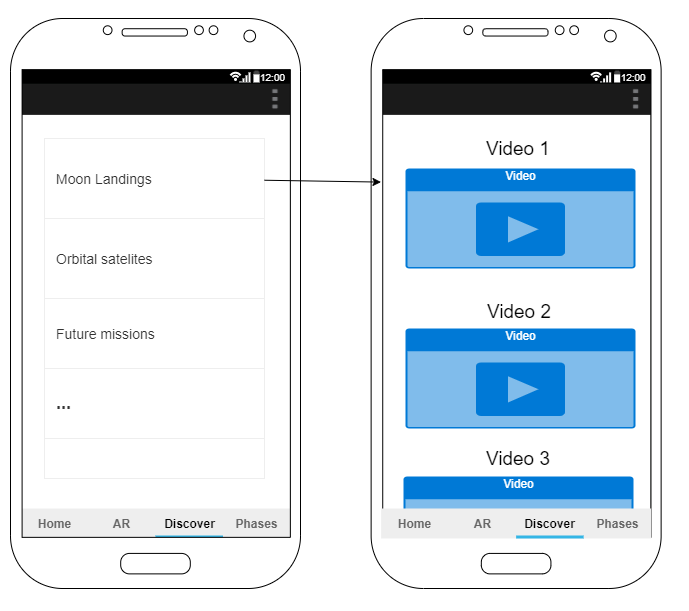 12:00
Moon Landings
Orbital satelites
Future missions
...
Home AR Discover Phases
12:00
Video 1
Video
Video 2
Video
Video 3
Video
Home AR Discover Phases